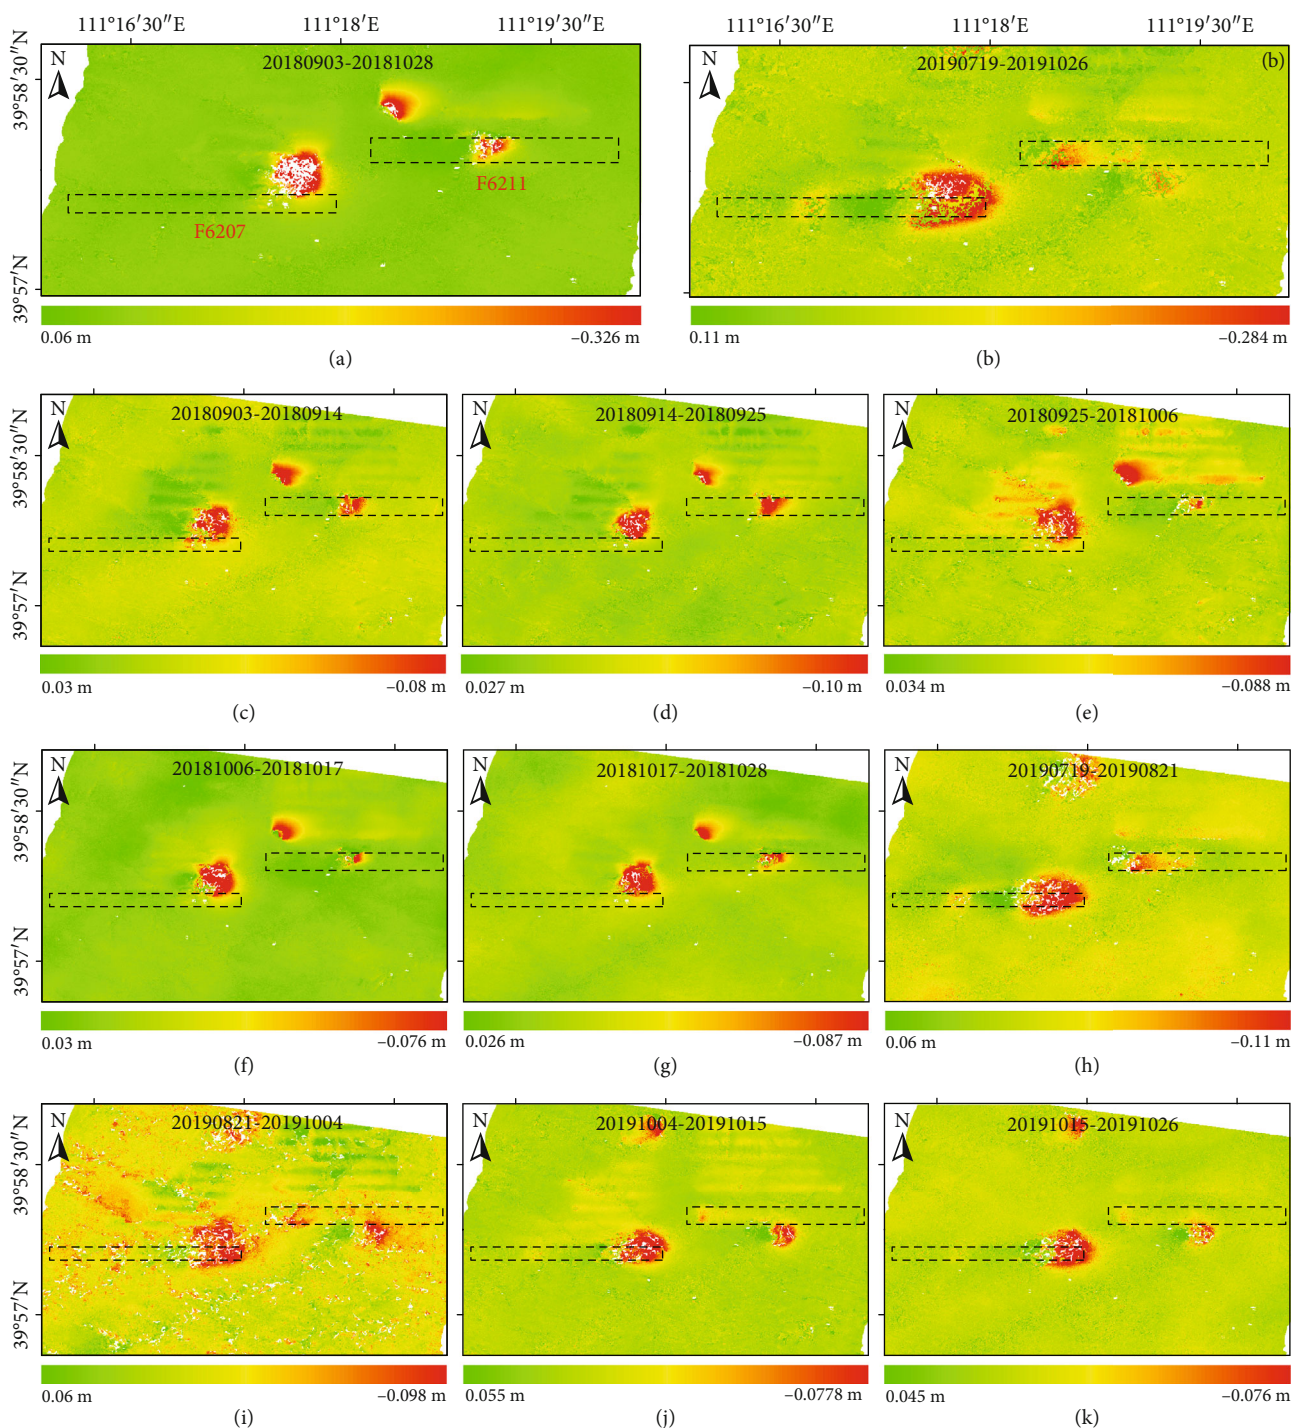 111°16′30″E 111°18′E 111°19′30″E 111°16′30″E 111°18′E 111°19′30″E
39°58′30″N
39°57′N
N
20180903-20181028
F6211
F6207
0.06 m −0.326 m
(a)
N
20190719-20191026
(b)
0.11 m −0.284 m
(b)
39°58′30″N
39°57′N
N
20180903-20180914
0.03 m −0.08 m
(c)
N
20180914-20180925
0.027 m −0.10 m
(d)
N
20180925-20181006
0.034 m −0.088 m
(e)
39°58′30″N
39°57′N
N
20181006-20181017
0.03 m −0.076 m
(f)
N
20181017-20181028
0.026 m −0.087 m
(g)
N
20190719-20190821
0.06 m −0.11 m
(h)
39°58′30″N
39°57′N
N
20190821-20191004
0.06 m −0.098 m
(i)
N
20191004-20191015
0.055 m −0.0778 m
(j)
N
20191015-20191026
0.045 m −0.076 m
(k)